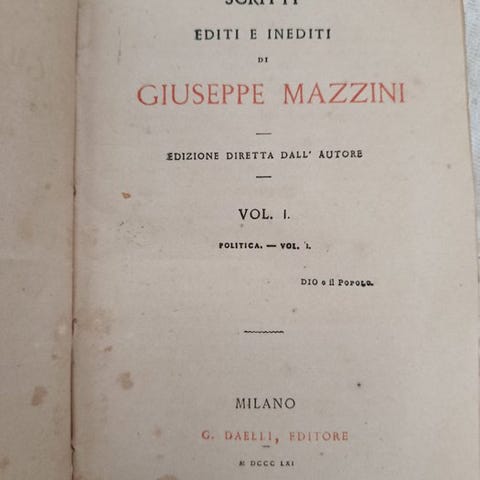 SCRITTI
EDITI E INEDITI
DI
GIUSEPPE MAZZINI
EDIZIONE DIRETTA DALL' AUTORE
VOL. I.
POLITICA. — VOL. I.
DIO e il POPOLO.
MILANO
G. DAELLI, EDITORE
M DCCC LXI